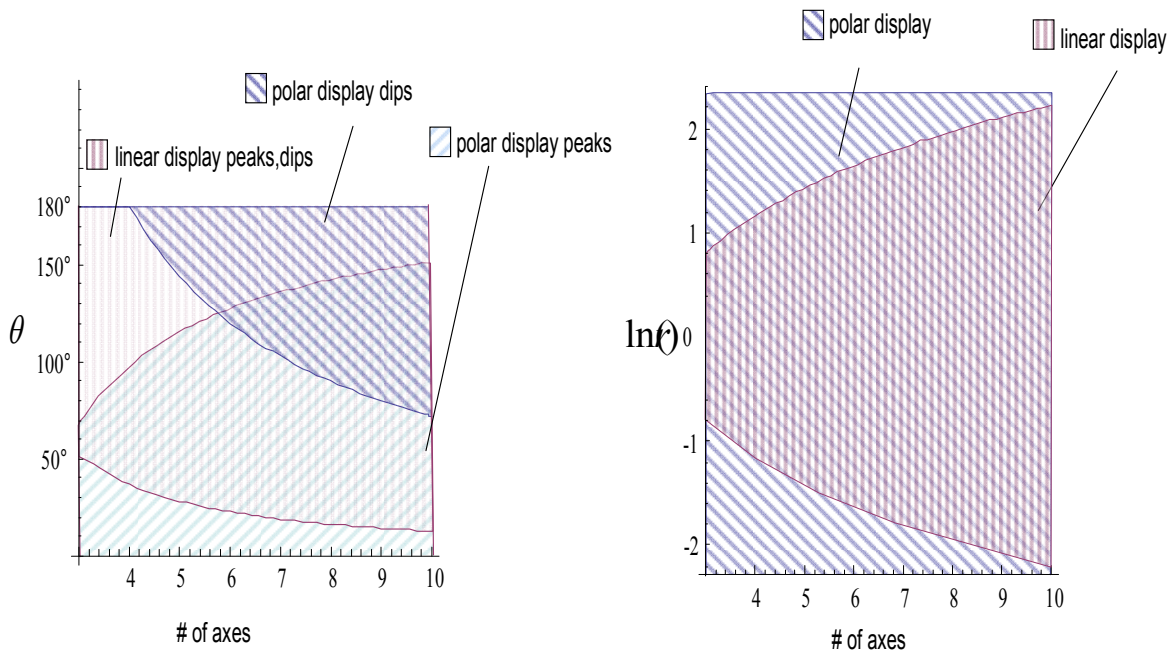 polar display
linear display
polar display dips
polar display peaks
linear display peaks,dips
180°
150°
100°
50°
θ
4 5 6 7 8 9 10
# of axes
ln(r)
2
1
0
-1
-2
4 5 6 7 8 9 10
# of axes